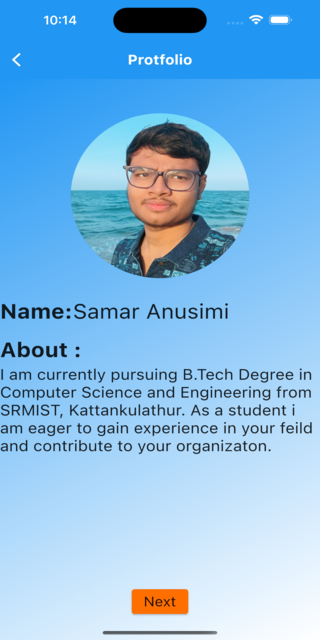 10:14
Protfolio
Name:Samar Anusimi
About :
I am currently pursuing B.Tech Degree in
Computer Science and Engineering from
SRMIST, Kattankulathur. As a student i
am eager to gain experience in your feild
and contribute to your organizaton.
Next